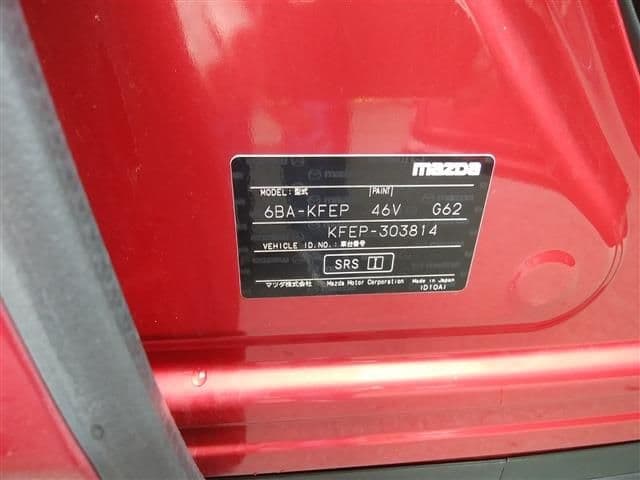 mazda
MODEL: 型式 PAINT
6BA-KFEP 46V G62
KFEP-303814
VEHICLE ID.NO.: 車台番号
SRS
マツダ株式会社 Mazda Motor Corporation Made in Japan
ID10A1